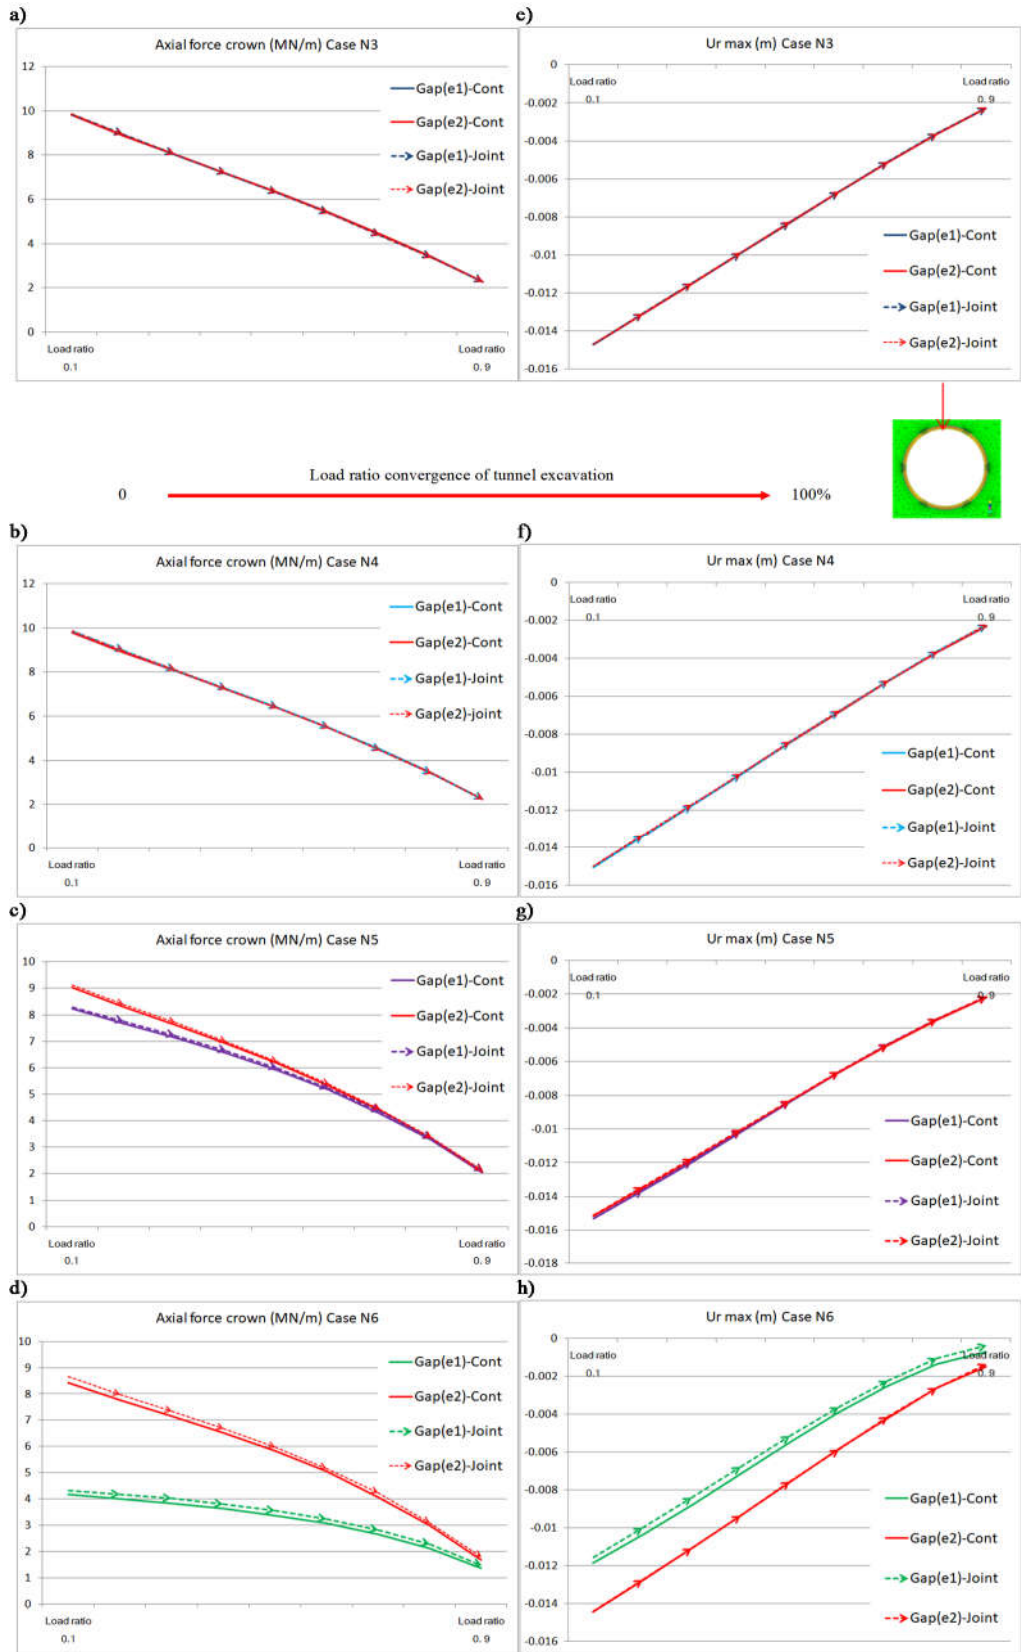 a)
Axial force crown (MN/m) Case N3
12
10
8
6
4
2
0
Gap(e1)-Cont
Gap(e2)-Cont
Gap(e1)-Joint
Gap(e2)-Joint
Load ratio
0.1
Load ratio
0.9
e)
Ur max (m) Case N3
0
-0.002
-0.004
-0.006
-0.008
-0.01
-0.012
-0.014
-0.016
Load ratio
0.1
Load ratio
0.9
Gap(e1)-Cont
Gap(e2)-Cont
Gap(e1)-Joint
Gap(e2)-Joint
Load ratio convergence of tunnel excavation
0
100%
b)
Axial force crown (MN/m) Case N4
12
10
8
6
4
2
0
Gap(e1)-Cont
Gap(e2)-Cont
Gap(e1)-Joint
Gap(e2)-joint
Load ratio
0.1
Load ratio
0.9
f)
Ur max (m) Case N4
0
-0.002
-0.004
-0.006
-0.008
-0.01
-0.012
-0.014
-0.016
Load ratio
0.1
Load ratio
0.9
Gap(e1)-Cont
Gap(e2)-Cont
Gap(e1)-Joint
Gap(e2)-Joint
c)
Axial force crown (MN/m) Case N5
10
9
8
7
6
5
4
3
2
1
0
Gap(e1)-Cont
Gap(e2)-Cont
Gap(e1)-Joint
Gap(e2)-Joint
Load ratio
0.1
Load ratio
0.9
g)
Ur max (m) Case N5
0
-0.002
-0.004
-0.006
-0.008
-0.01
-0.012
-0.014
-0.016
-0.018
Load ratio
0.1
Load ratio
0.9
Gap(e1)-Cont
Gap(e2)-Cont
Gap(e1)-Joint
Gap(e2)-Joint
d)
Axial force crown (MN/m) Case N6
10
9
8
7
6
5
4
3
2
1
0
Gap(e1)-Cont
Gap(e2)-Cont
Gap(e1)-Joint
Gap(e2)-Joint
Load ratio
0.1
Load ratio
0.9
h)
Ur max (m) Case N6
0
-0.002
-0.004
-0.006
-0.008
-0.01
-0.012
-0.014
-0.016
Load ratio
0.1
Load ratio
0.9
Gap(e1)-Cont
Gap(e2)-Cont
Gap(e1)-Joint
Gap(e2)-Joint